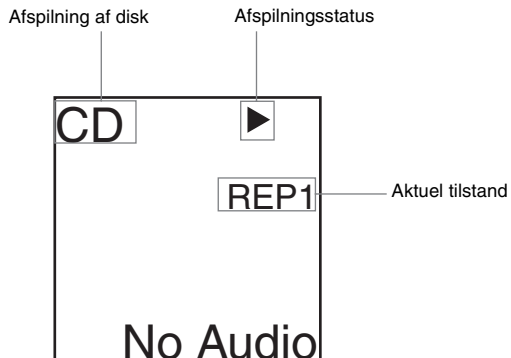 Afspilning af disk
Afspilningsstatus
CD
REP1
Aktuel tilstand
No Audio